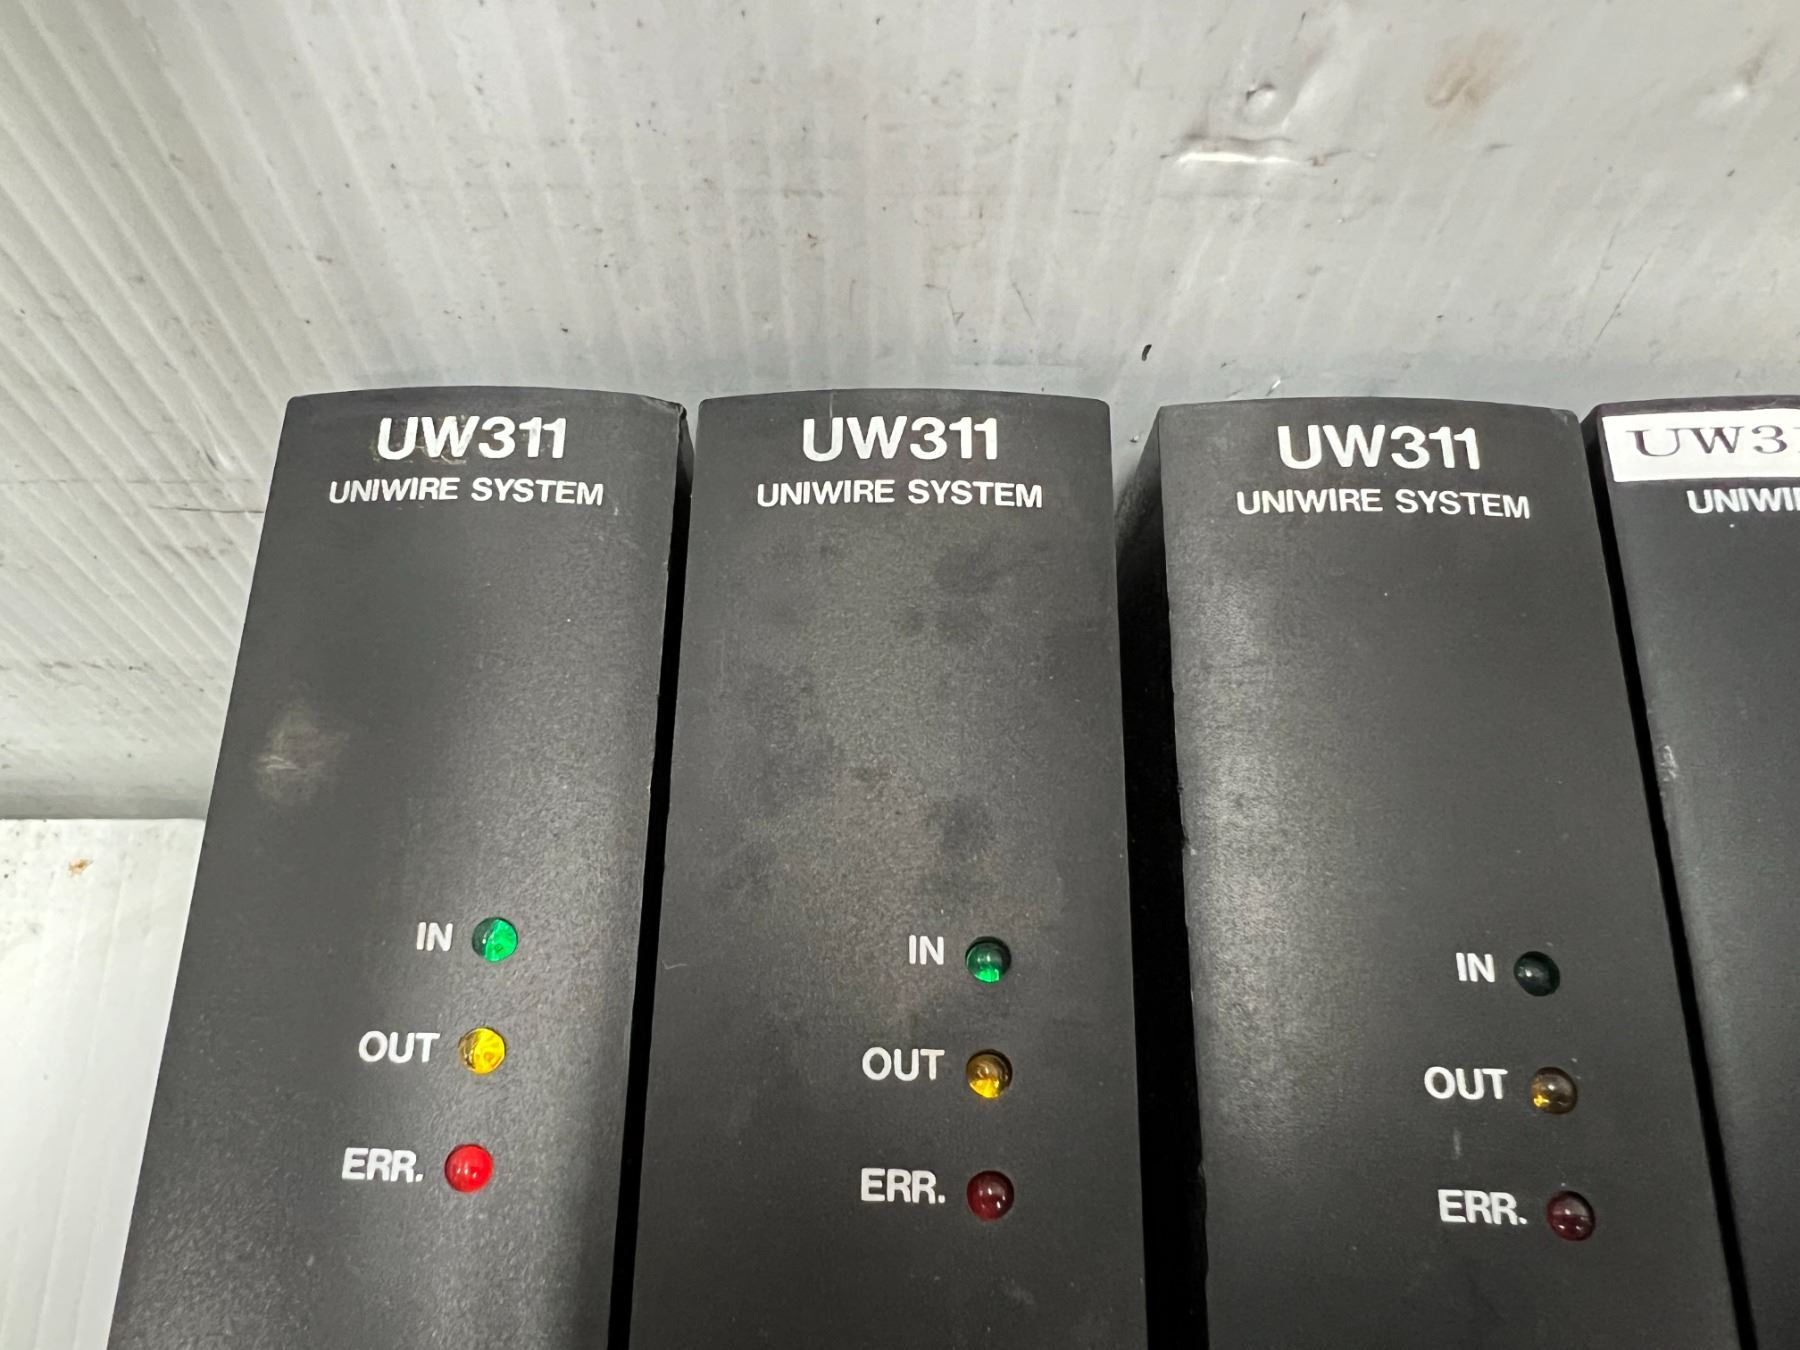 UW311
UNIWIRE SYSTEM
IN
OUT
ERR.
UW311
UNIWIRE SYSTEM
IN
OUT
ERR.
UW311
UNIWIRE SYSTEM
IN
OUT
ERR.